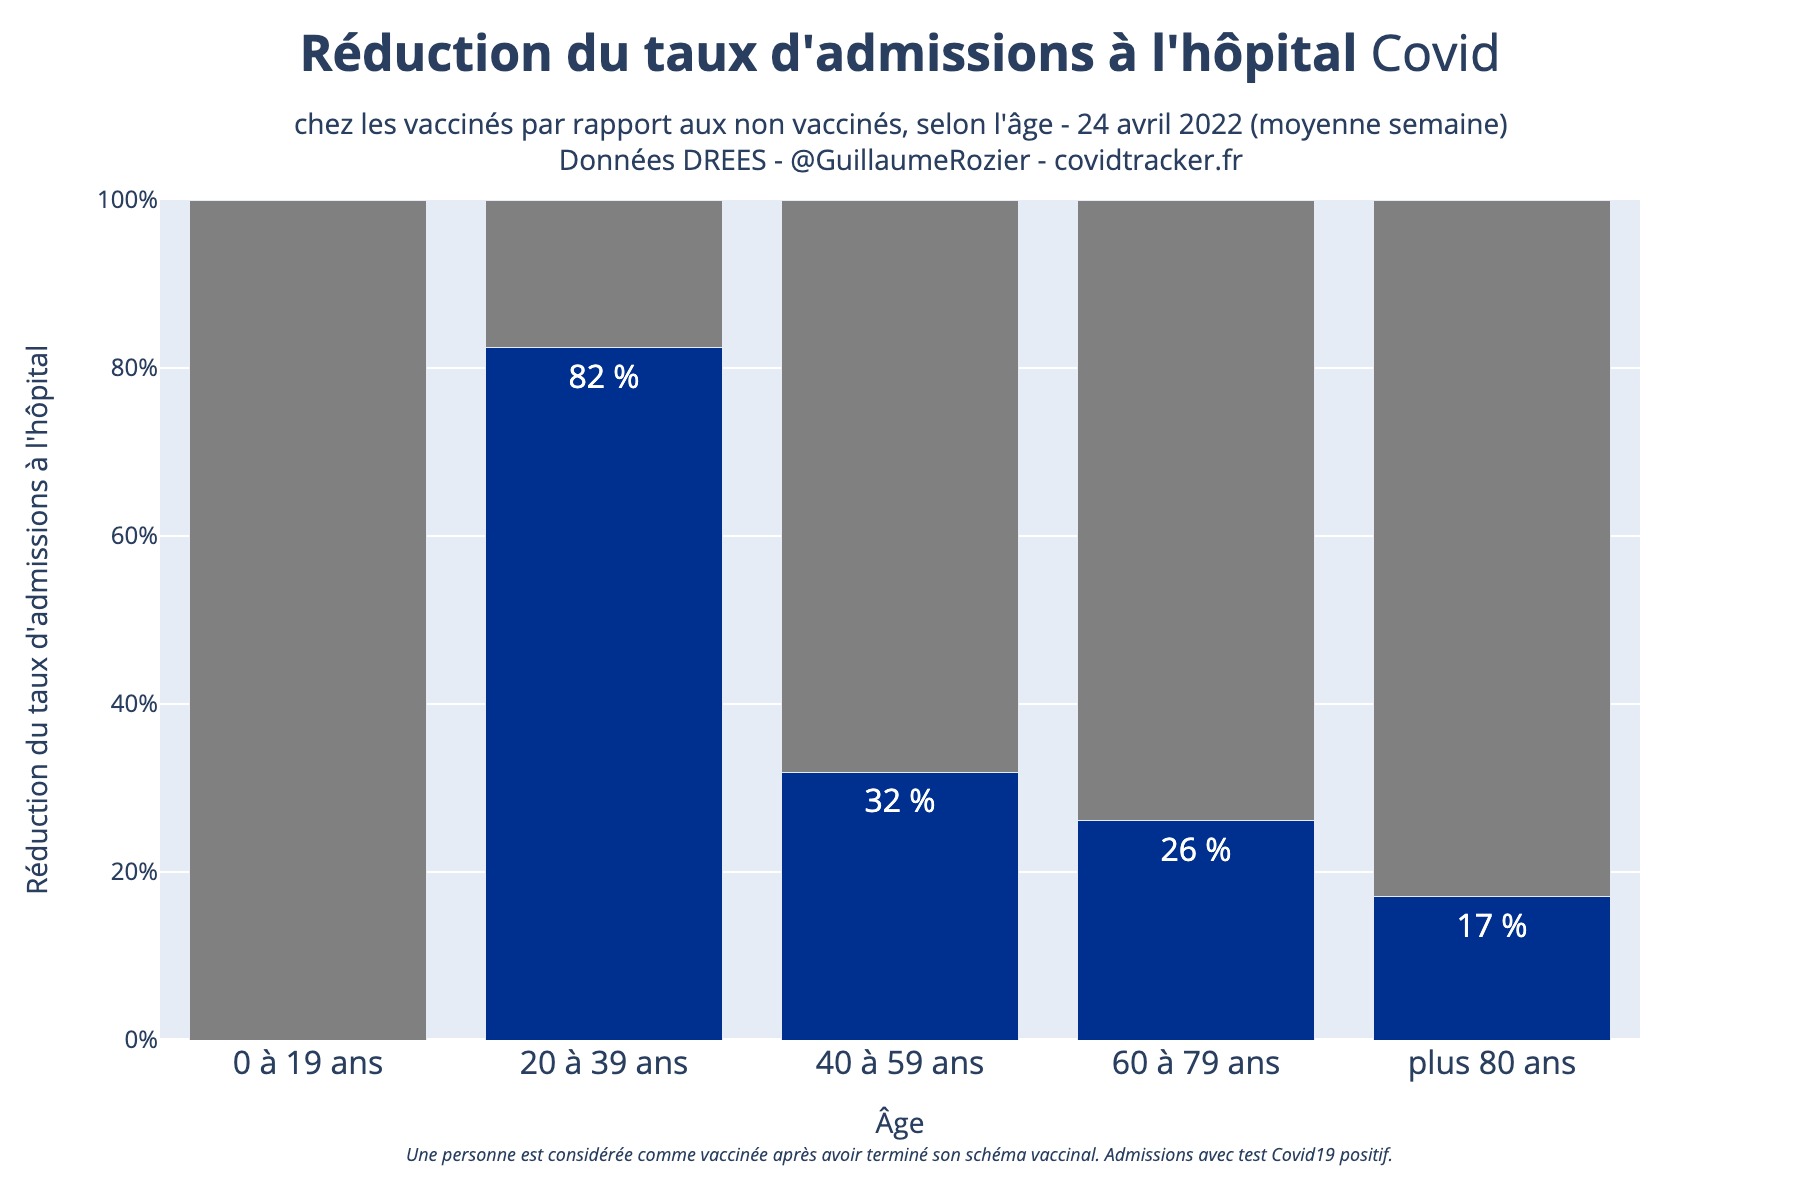 Réduction du taux d'admissions à l'hôpital Covid
chez les vaccinés par rapport aux non vaccinés, selon l'âge - 24 avril 2022 (moyenne semaine)
Données DREES - @GuillaumeRozier - covidtracker.fr
Réduction du taux d'admissions à l'hôpital
100%
80%
60%
40%
20%
0%
82 %
32 %
26 %
17 %
0 à 19 ans
20 à 39 ans
40 à 59 ans
60 à 79 ans
plus 80 ans
Âge
Une personne est considérée comme vaccinée après avoir terminé son schéma vaccinal. Admissions avec test Covid19 positif.